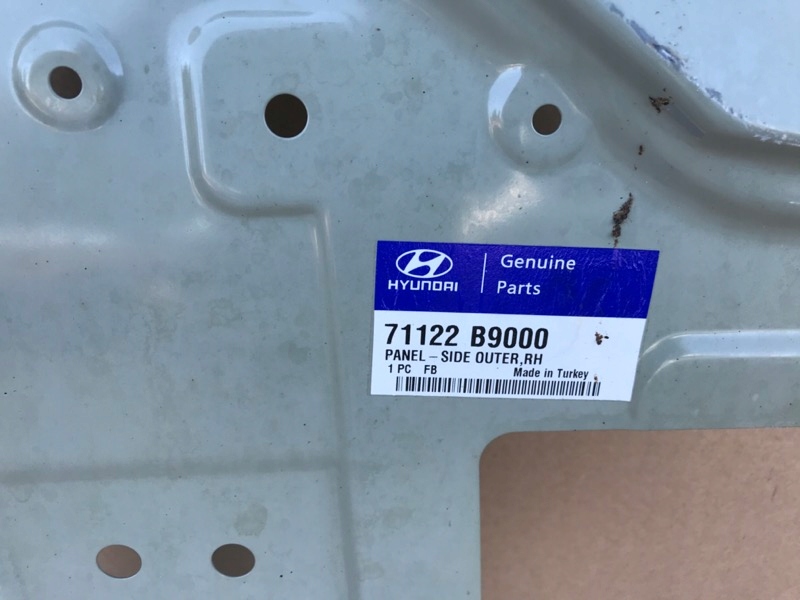 HYUNDAI
Genuine
Parts
71122 B9000
PANEL-SIDE OUTER,RH
1 PC FB Made in Turkey